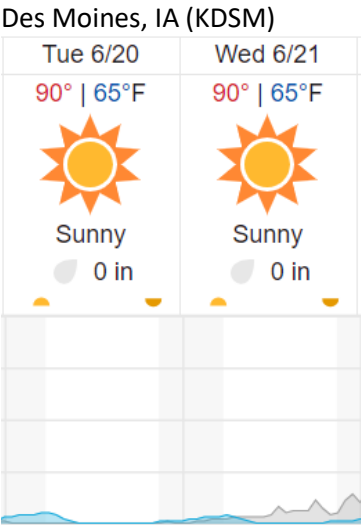 Des Moines, IA (KDSM)
Tue 6/20 Wed 6/21
90° | 65°F 90° | 65°F
Sunny Sunny
0 in 0 in